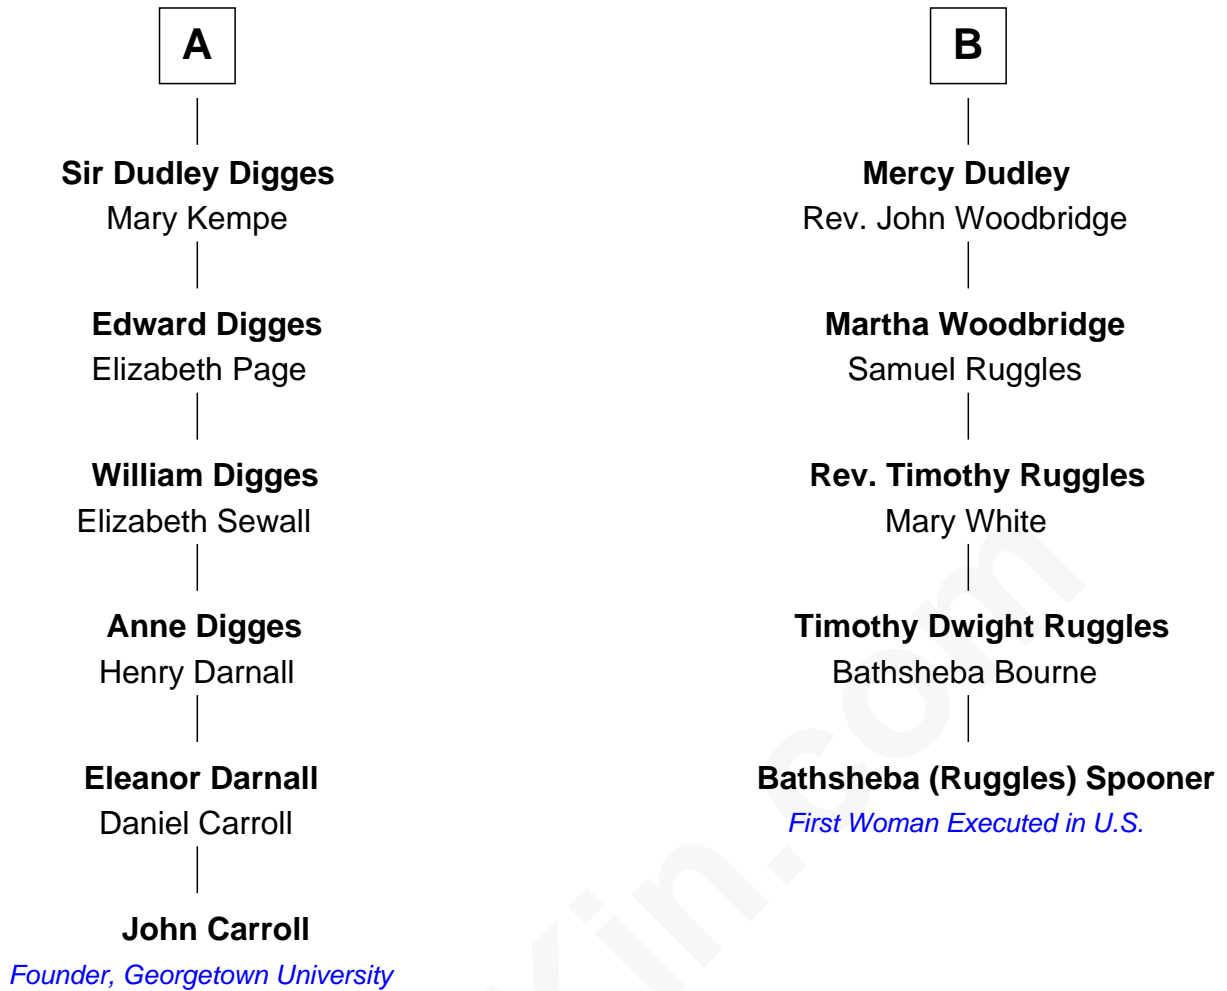 A
Sir Dudley Digges
Mary Kempe
Edward Digges
Elizabeth Page
William Digges
Elizabeth Sewall
Anne Digges
Henry Darnall
Eleanor Darnall
Daniel Carroll
John Carroll
Founder, Georgetown University
B
Mercy Dudley
Rev. John Woodbridge
Martha Woodbridge
Samuel Ruggles
Rev. Timothy Ruggles
Mary White
Timothy Dwight Ruggles
Bathsheba Bourne
Bathsheba (Ruggles) Spooner
First Woman Executed in U.S.
Kin.com